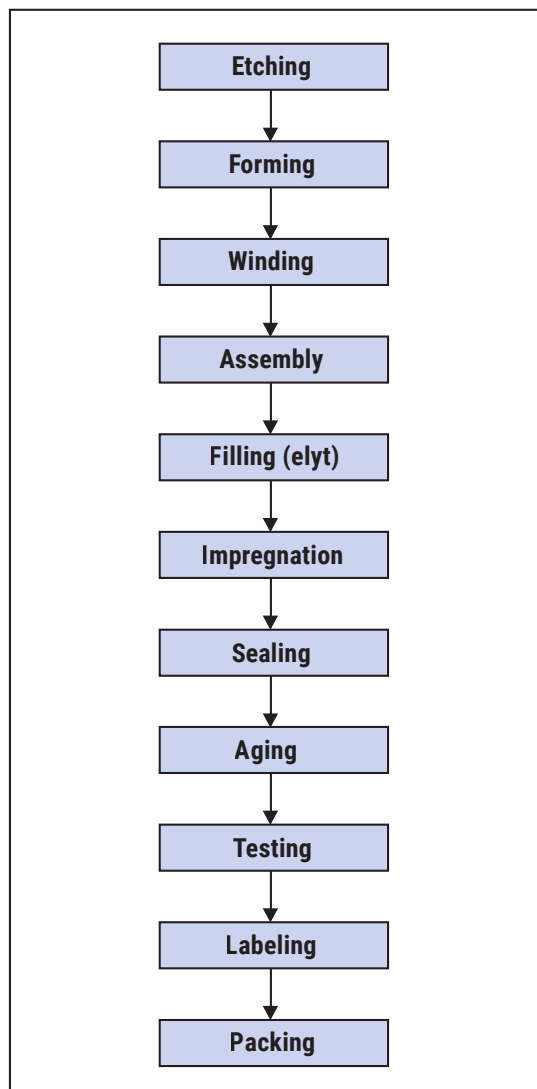 Etching
Forming
Winding
Assembly
Filling (elyt)
Impregnation
Sealing
Aging
Testing
Labeling
Packing